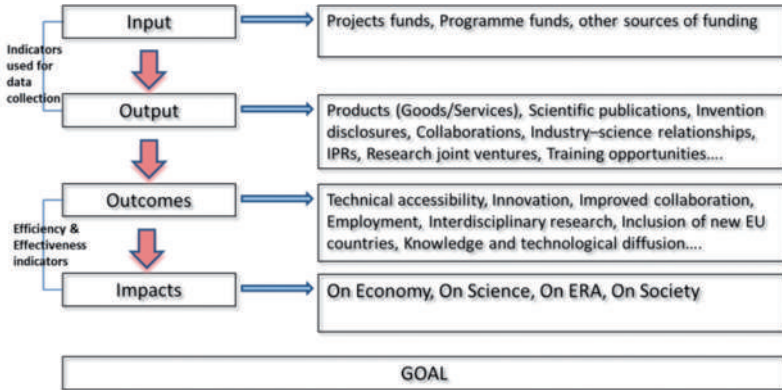 Input
Projects funds, Programme funds, other sources of funding
Indicators
used for
data
collection
Output
Products (Goods/Services), Scientific publications, Invention
disclosures, Collaborations, Industry–science relationships,
IPRs, Research joint ventures, Training opportunities....
Outcomes
Technical accessibility, Innovation, Improved collaboration,
Employment, Interdisciplinary research, Inclusion of new EU
countries, Knowledge and technological diffusion....
Efficiency &
Effectiveness
indicators
Impacts
On Economy, On Science, On ERA, On Society
GOAL